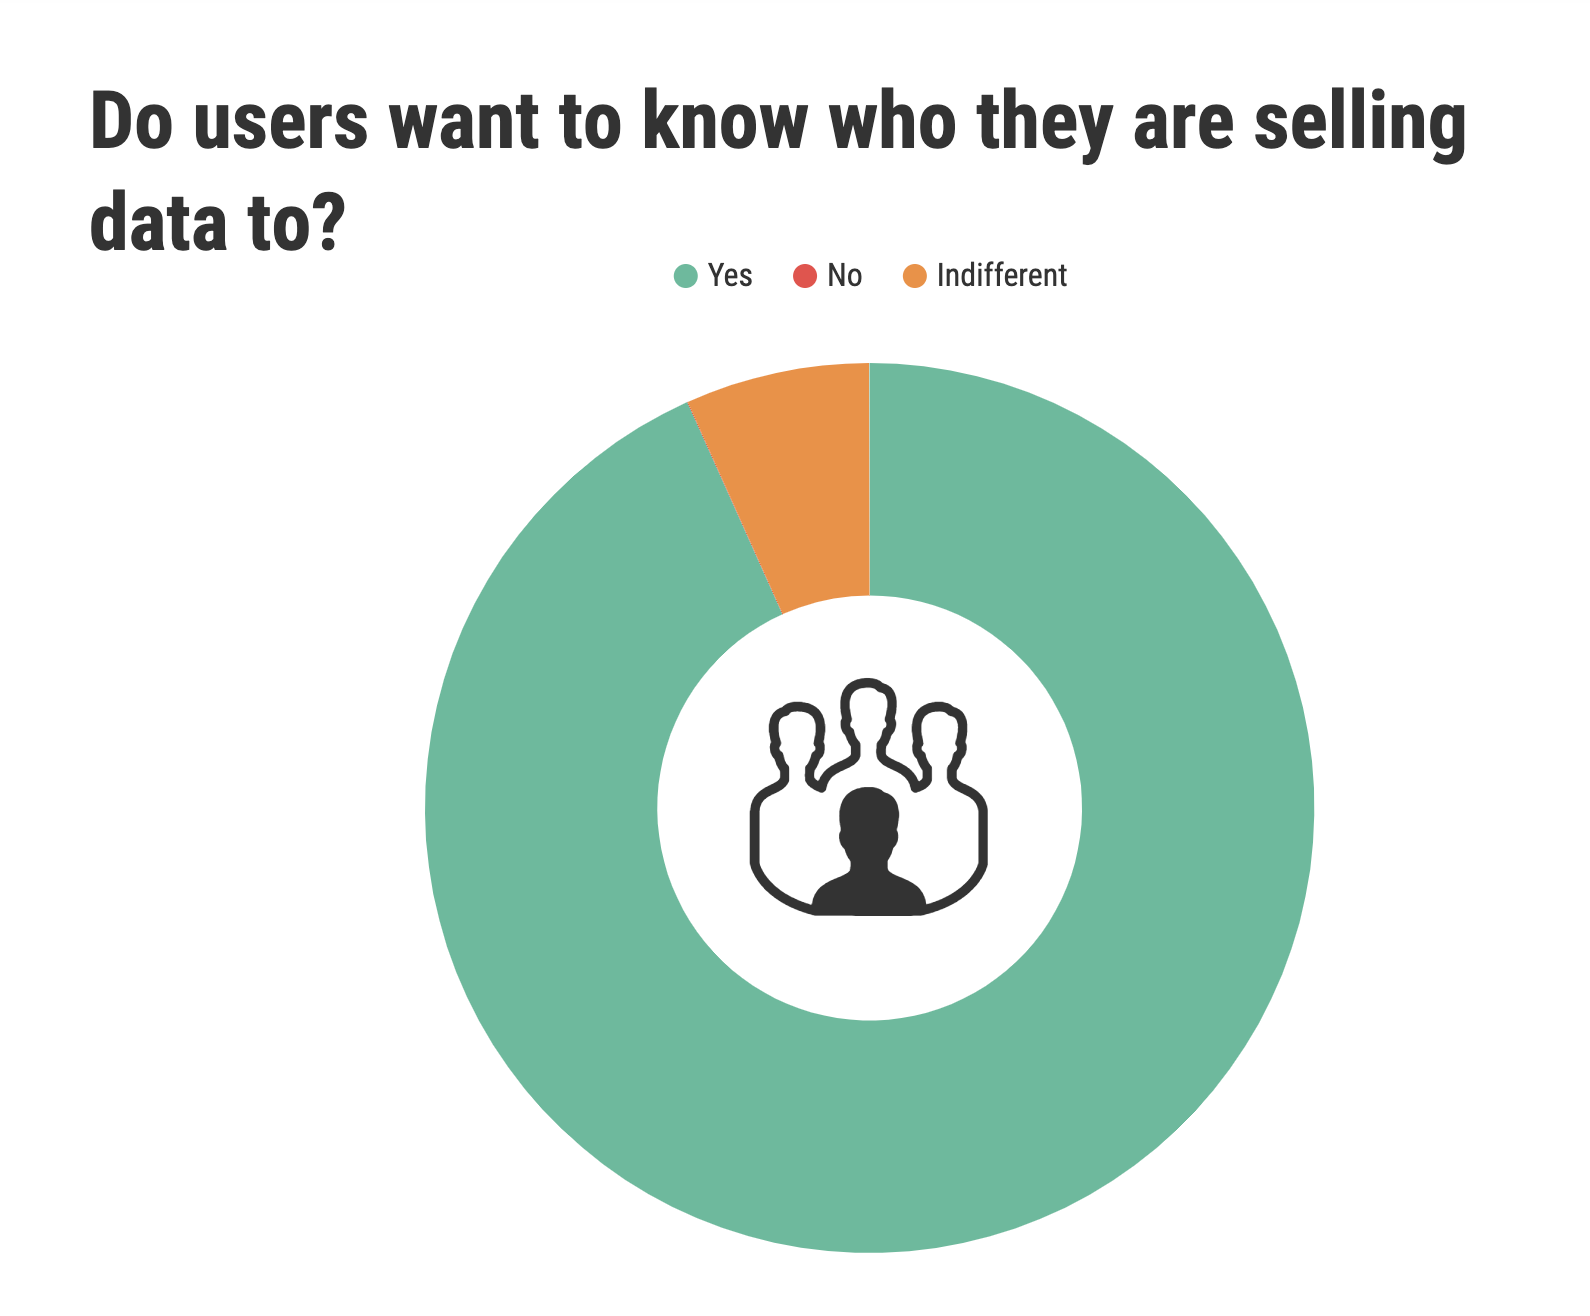 Do users want to know who they are selling
data to?
Yes No Indifferent